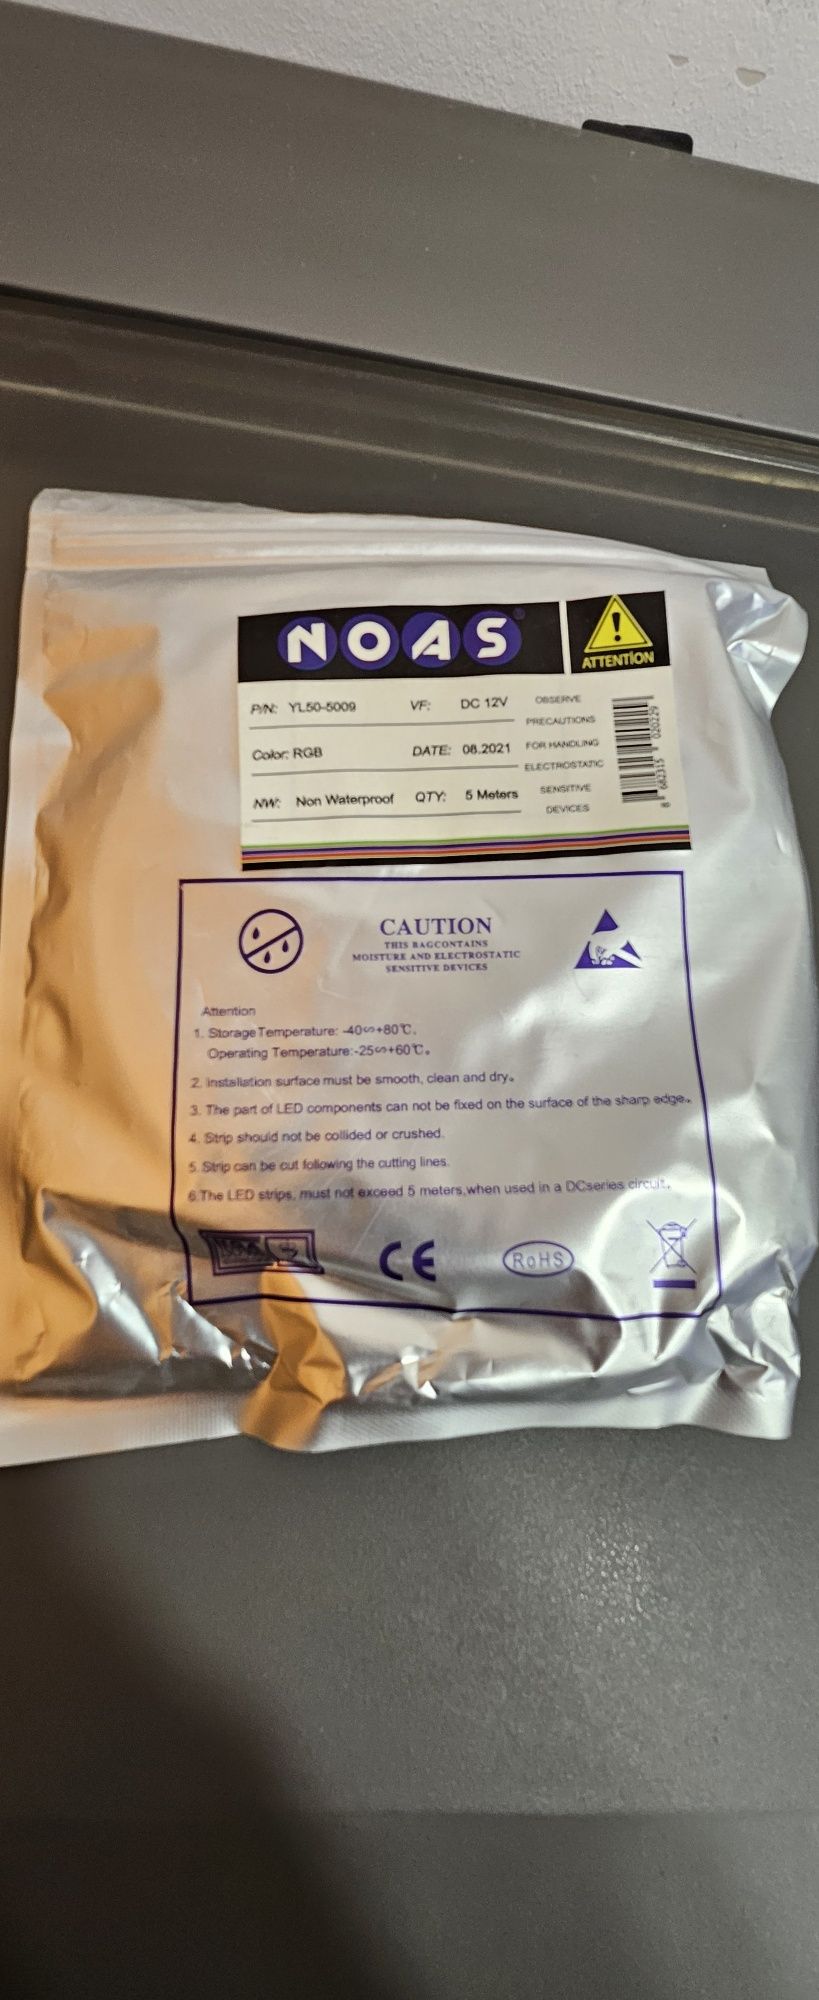 NOAS®
ATTENTION
P/N: YL50-5009 VF: DC 12V
Color: RGB DATE: 08.2021
NW: Non Waterproof QTY: 5 Meters
OBSERVE
PRECAUTIONS
FOR HANDLING
ELECTROSTATIC
SENSITIVE
DEVICES
8 682315 020229
CAUTION
THIS BAGCONTAINS
MOISTURE AND ELECTROSTATIC
SENSITIVE DEVICES
Attention
1. Storage Temperature: -40∽+80℃.
Operating Temperature:-25∽+60℃。
2. Installation surface must be smooth, clean and dry。
3. The part of LED components can not be fixed on the surface of the sharp edge。
4. Strip should not be collided or crushed.
5. Strip can be cut following the cutting lines.
6.The LED strips, must not exceed 5 meters,when used in a DCseries circuit.
CE
RoHS